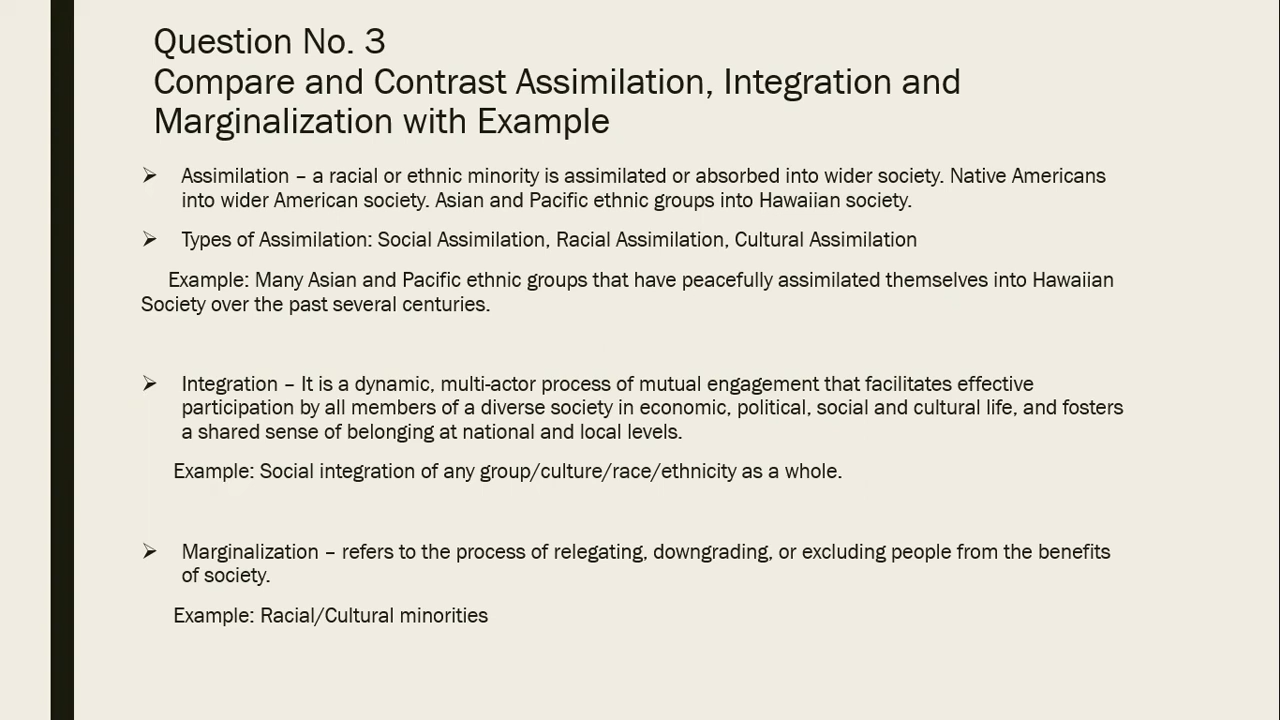 Question No. 3
Compare and Contrast Assimilation, Integration and
Marginalization with Example
➢ Assimilation – a racial or ethnic minority is assimilated or absorbed into wider society. Native Americans
into wider American society. Asian and Pacific ethnic groups into Hawaiian society.
➢ Types of Assimilation: Social Assimilation, Racial Assimilation, Cultural Assimilation
Example: Many Asian and Pacific ethnic groups that have peacefully assimilated themselves into Hawaiian
Society over the past several centuries.
➢ Integration – It is a dynamic, multi-actor process of mutual engagement that facilitates effective
participation by all members of a diverse society in economic, political, social and cultural life, and fosters
a shared sense of belonging at national and local levels.
Example: Social integration of any group/culture/race/ethnicity as a whole.
➢ Marginalization – refers to the process of relegating, downgrading, or excluding people from the benefits
of society.
Example: Racial/Cultural minorities